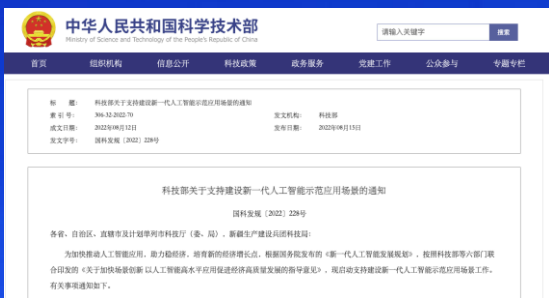 中华人民共和国科学技术部
Ministry of Science and Technology of the People's Republic of China
请输入关键字 搜索
首页 组织机构 信息公开 科技政策 政务服务 党建工作 公众参与 专题专栏
标 题: 科技部关于支持建设新一代人工智能示范应用场景的通知
索 引 号: 306-32-2022-70 发文机构: 科技部
成文日期: 2022年08月12日 发布日期: 2022年08月15日
发文字号: 国科发规〔2022〕228号
科技部关于支持建设新一代人工智能示范应用场景的通知
国科发规〔2022〕228号
各省、自治区、直辖市及计划单列市科技厅(委、局),新疆生产建设兵团科技局:
为加快推动人工智能应用,助力稳经济,培育新的经济增长点,根据国务院发布的《新一代人工智能发展规划》,按照科技部等六部门联
合印发的《关于加快场景创新 以人工智能高水平应用促进经济高质量发展的指导意见》,现启动支持建设新一代人工智能示范应用场景工作。
有关事项通知如下。